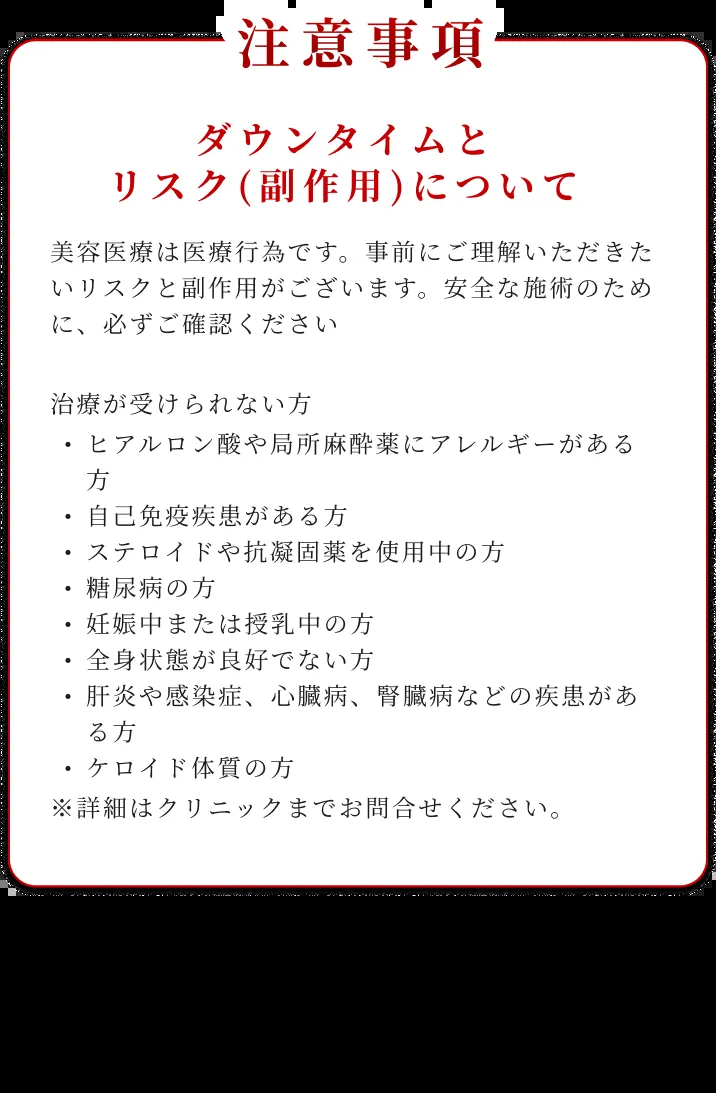 注意事項
ダウンタイムと
リスク(副作用)について
美容医療は医療行為です。事前にご理解いただきた
いリスクと副作用がございます。安全な施術のため
に、必ずご確認ください
治療が受けられない方
・ヒアルロン酸や局所麻酔薬にアレルギーがある
方
・自己免疫疾患がある方
・ステロイドや抗凝固薬を使用中の方
・糖尿病の方
・妊娠中または授乳中の方
・全身状態が良好でない方
・肝炎や感染症、心臓病、腎臓病などの疾患があ
る方
・ケロイド体質の方
※詳細はクリニックまでお問合せください。